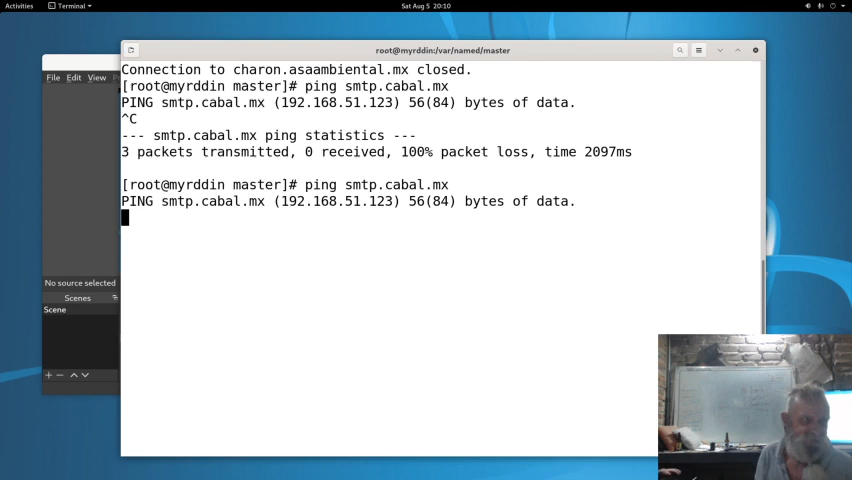 Activities
Terminal
Sat Aug 5 20:10
root@myrddin:/var/named/master
File Edit View
Connection to charon.asaambiental.mx closed.
[root@myrddin master]# ping smtp.cabal.mx
PING smtp.cabal.mx (192.168.51.123) 56(84) bytes of data.
^C
--- smtp.cabal.mx ping statistics ---
3 packets transmitted, 0 received, 100% packet loss, time 2097ms
[root@myrddin master]# ping smtp.cabal.mx
PING smtp.cabal.mx (192.168.51.123) 56(84) bytes of data.
No source selected
Scenes
Scene